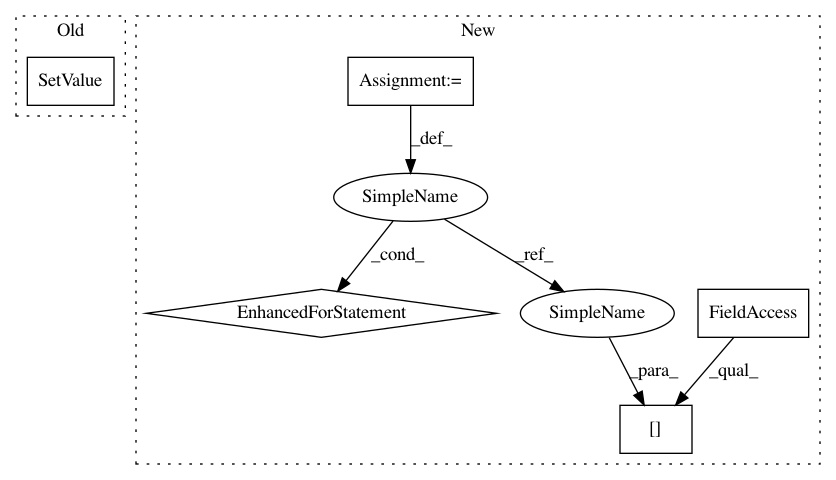 Old
New
SetValue
Assignment:=
_def_
SimpleName
_cond_
_ref_
EnhancedForStatement
SimpleName
FieldAccess
_para_
_qual_
[]